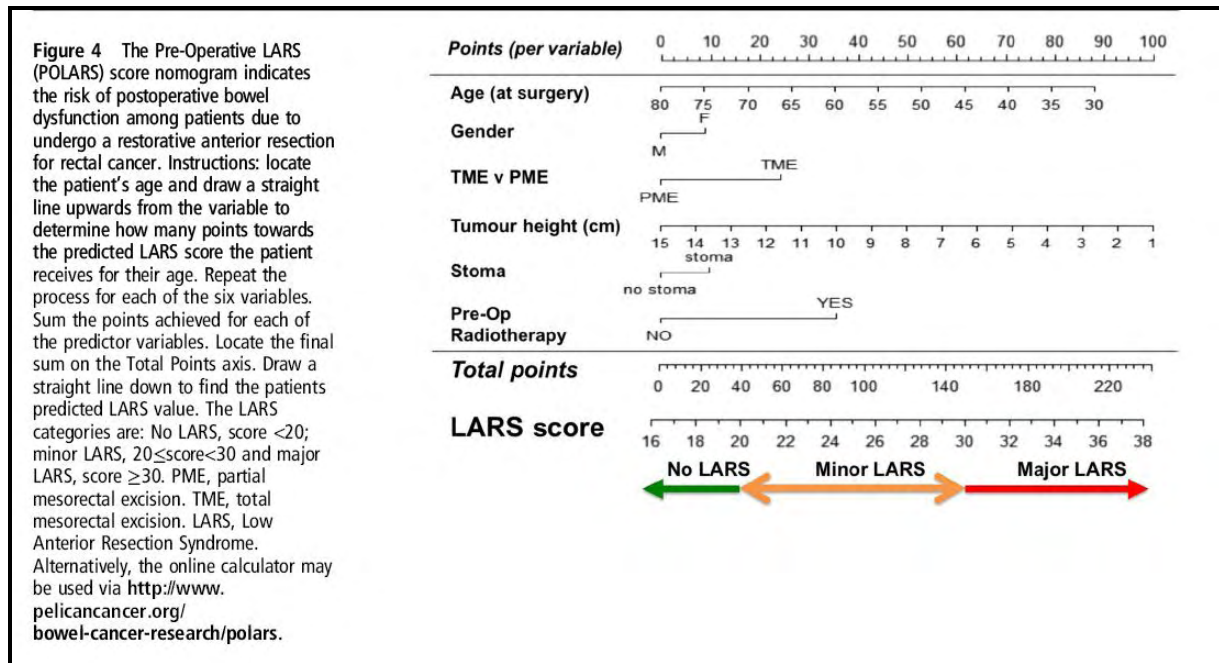 Figure 4 The Pre-Operative LARS
(POLARS) score nomogram indicates
the risk of postoperative bowel
dysfunction among patients due to
undergo a restorative anterior resection
for rectal cancer. Instructions: locate
the patient's age and draw a straight
line upwards from the variable to
determine how many points towards
the predicted LARS score the patient
receives for their age. Repeat the
process for each of the six variables.
Sum the points achieved for each of
the predictor variables. Locate the final
sum on the Total Points axis. Draw a
straight line down to find the patients
predicted LARS value. The LARS
categories are: No LARS, score <20;
minor LARS, 20≤score<30 and major
LARS, score ≥30. PME, partial
mesorectal excision. TME, total
mesorectal excision. LARS, Low
Anterior Resection Syndrome.
Alternatively, the online calculator may
be used via http://www.
pelicancancer.org/
bowel-cancer-research/polars.
Points (per variable) 0 10 20 30 40 50 60 70 80 90 100
Age (at surgery) 80 75 70 65 60 55 50 45 40 35 30
F
Gender
M
TME
TME v PME
PME
Tumour height (cm)
15 14 13 12 11 10 9 8 7 6 5 4 3 2 1
stoma
Stoma
no stoma
YES
Pre-Op
Radiotherapy NO
Total points
0 20 40 60 80 100 140 180 220
LARS score
16 18 20 22 24 26 28 30 32 34 36 38
No LARS Minor LARS Major LARS